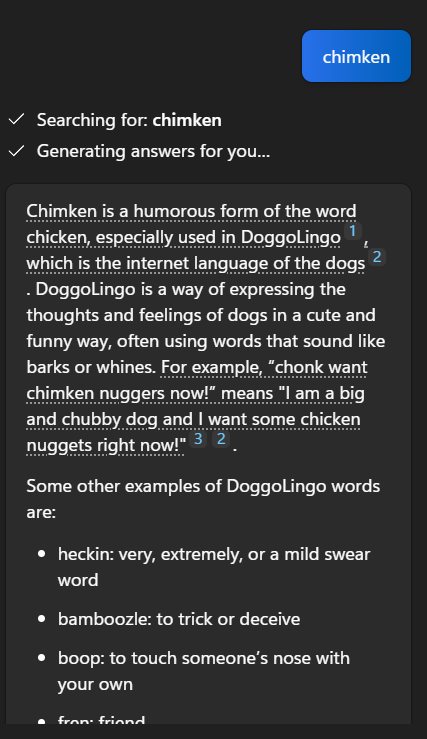 chimken
Searching for: chimken
Generating answers for you...
Chimken is a humorous form of the word
chicken, especially used in DoggoLingo 1 ,
which is the internet language of the dogs 2
. DoggoLingo is a way of expressing the
thoughts and feelings of dogs in a cute and
funny way, often using words that sound like
barks or whines. For example, “chonk want
chimken nuggers now!” means "I am a big
and chubby dog and I want some chicken
nuggets right now!" 3 2 .
Some other examples of DoggoLingo words
are:
• heckin: very, extremely, or a mild swear
word
• bamboozle: to trick or deceive
• boop: to touch someone’s nose with
your own
• fren: friend